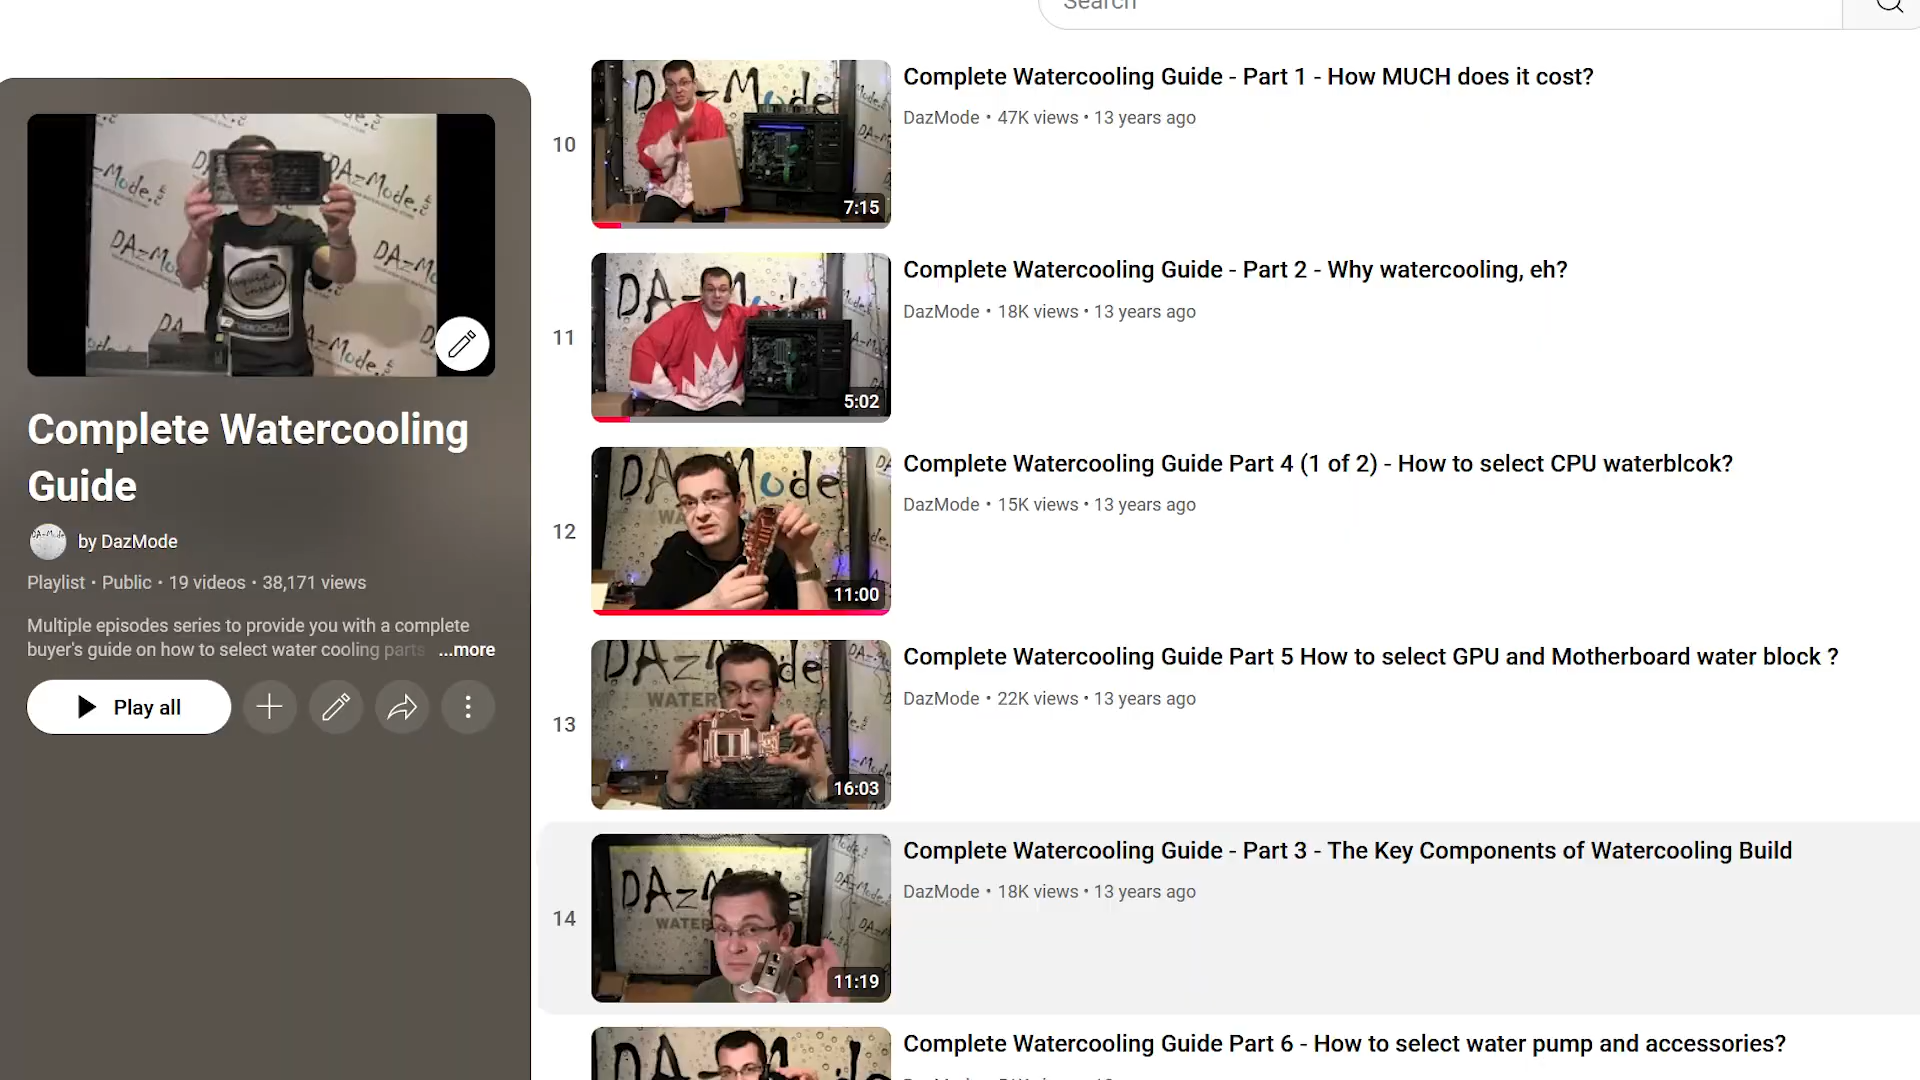 Search
Complete Watercooling
Guide
by DazMode
Playlist • Public • 19 videos • 38,171 views
Multiple episodes series to provide you with a complete
buyer's guide on how to select water cooling parts ...more
Play all
10
7:15
Complete Watercooling Guide - Part 1 - How MUCH does it cost?
DazMode • 47K views • 13 years ago
11
5:02
Complete Watercooling Guide - Part 2 - Why watercooling, eh?
DazMode • 18K views • 13 years ago
12
11:00
Complete Watercooling Guide Part 4 (1 of 2) - How to select CPU waterblcok?
DazMode • 15K views • 13 years ago
13
16:03
Complete Watercooling Guide Part 5 How to select GPU and Motherboard water block ?
DazMode • 22K views • 13 years ago
14
11:19
Complete Watercooling Guide - Part 3 - The Key Components of Watercooling Build
DazMode • 18K views • 13 years ago
Complete Watercooling Guide Part 6 - How to select water pump and accessories?